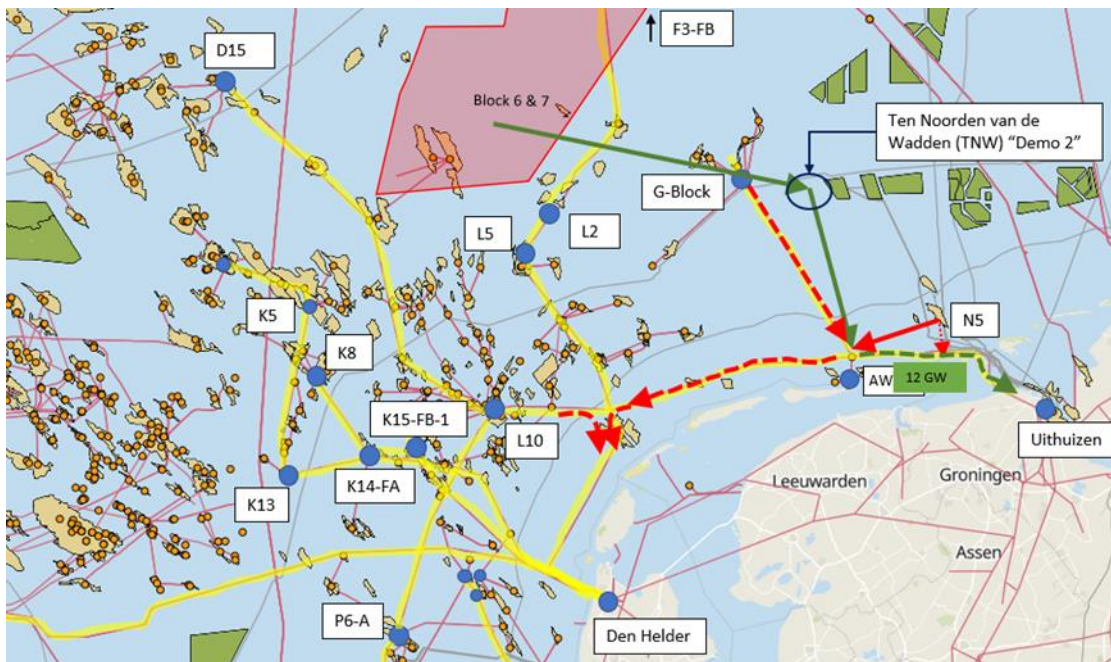 F3-FB
D15
Block 6 & 7
Ten Noorden van de
Wadden (TNW) “Demo 2”
G-Block
L2
L5
K5
N5
K8
AW
12 GW
K15-FB-1
L10
Uithuizen
K14-FA
K13
Leeuwarden
Groningen
Assen
P6-A
Den Helder